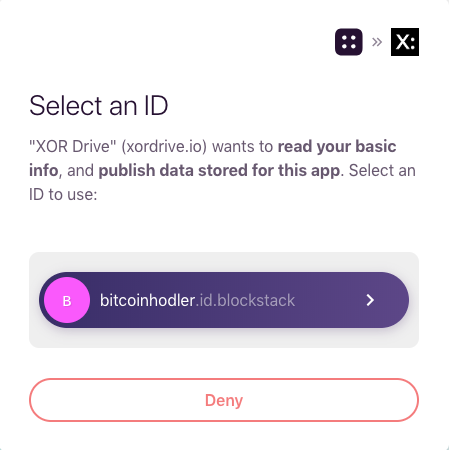 X:
Select an ID
"XOR Drive" (xordrive.io) wants to read your basic
info, and publish data stored for this app. Select an
ID to use:
B
bitcoinhodler.id.blockstack
Deny